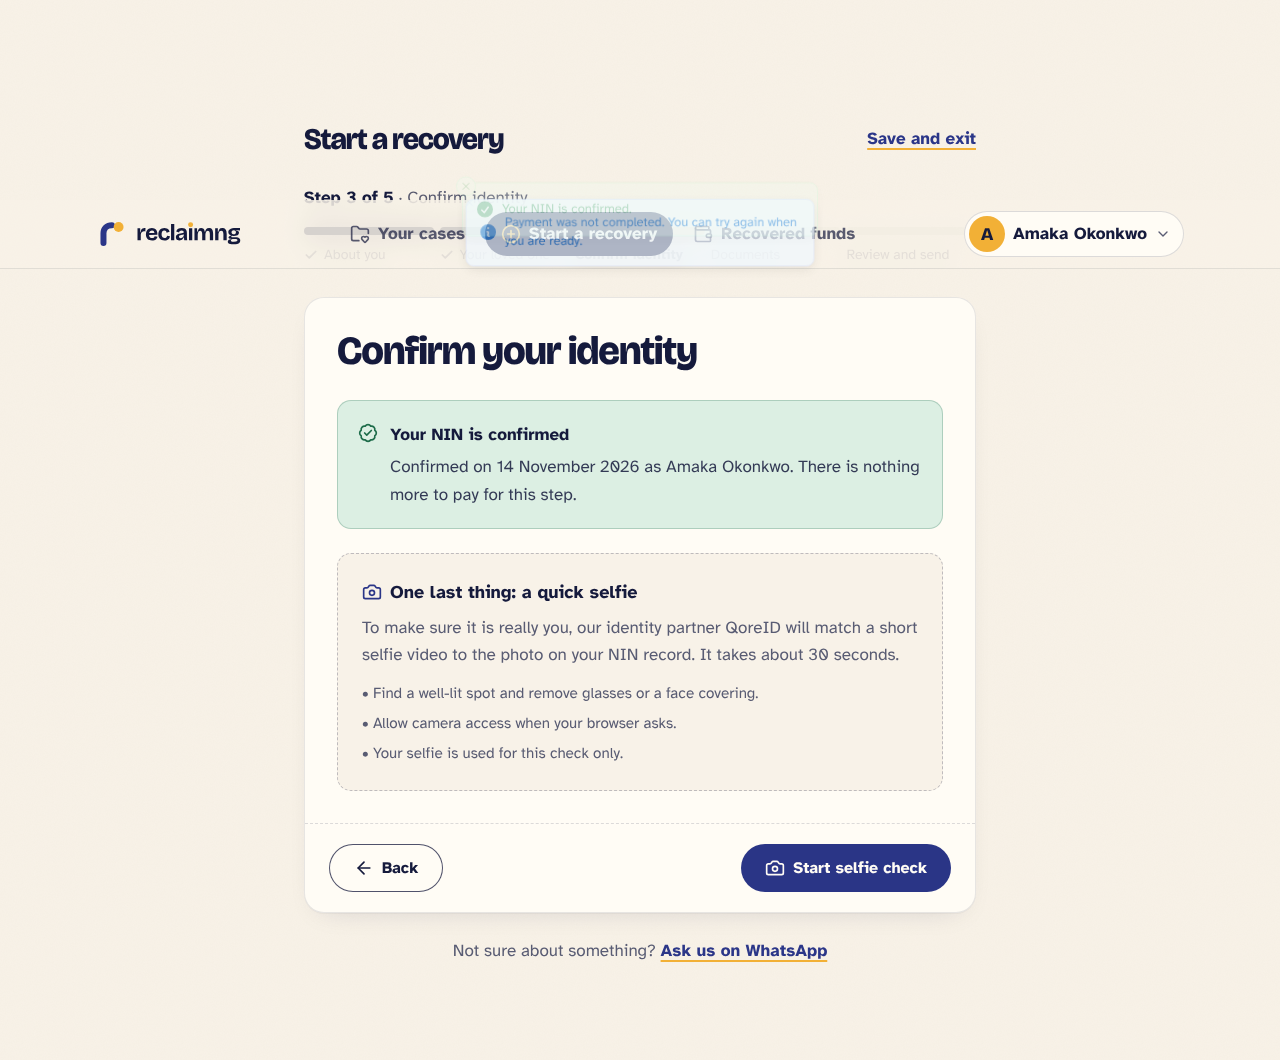 Start a recovery
Save and exit
Step 3 of 5 · Confirm identity
Your NIN is confirmed.
Payment was not completed. You can try again when
you are ready.
reclaimng
Your cases
Start a recovery
Recovered funds
A
Amaka Okonkwo
About you
Confirm identity
Documents
Review and send
Confirm your identity
Your NIN is confirmed
Confirmed on 14 November 2026 as Amaka Okonkwo. There is nothing
more to pay for this step.
One last thing: a quick selfie
To make sure it is really you, our identity partner QoreID will match a short
selfie video to the photo on your NIN record. It takes about 30 seconds.
• Find a well-lit spot and remove glasses or a face covering.
• Allow camera access when your browser asks.
• Your selfie is used for this check only.
Back
Start selfie check
Not sure about something? Ask us on WhatsApp